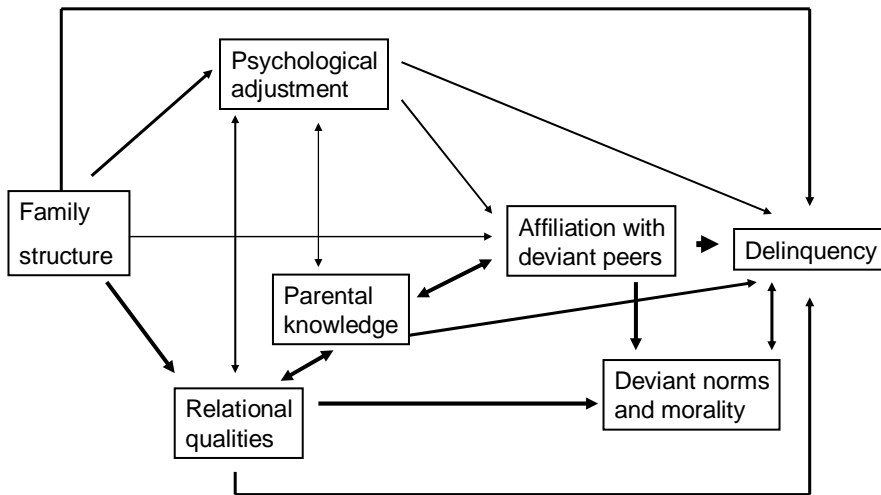 Psychological
adjustment
Family
structure
Affiliation with
deviant peers
Delinquency
Parental
knowledge
Deviant norms
and morality
Relational
qualities